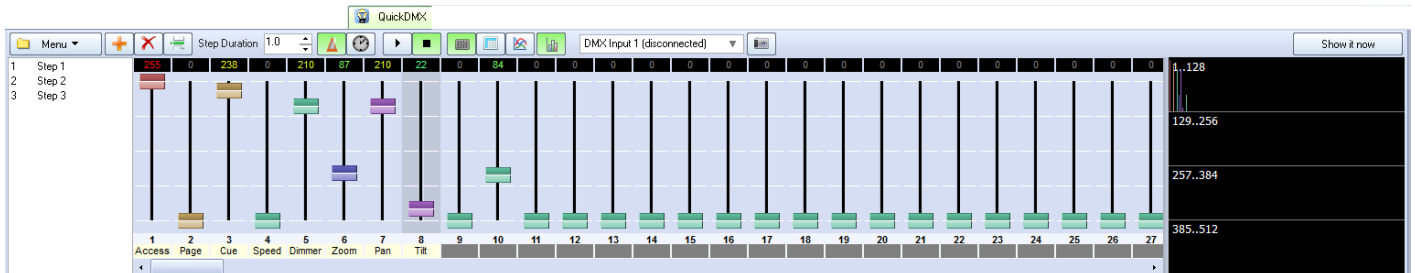 QuickDMX
Menu Step Duration 1.0 DMX Input 1 (disconnected) Show it now
1 Step 1
2 Step 2
3 Step 3
255 0 238 0 210 87 210 22 0 84 0 0 0 0 0 0 0 0 0 0 0 0 0 0 0 0 0
1 2 3 4 5 6 7 8 9 10 11 12 13 14 15 16 17 18 19 20 21 22 23 24 25 26 27
Access Page Cue Speed Dimmer Zoom Pan Tilt
1..128
129..256
257..384
385..512